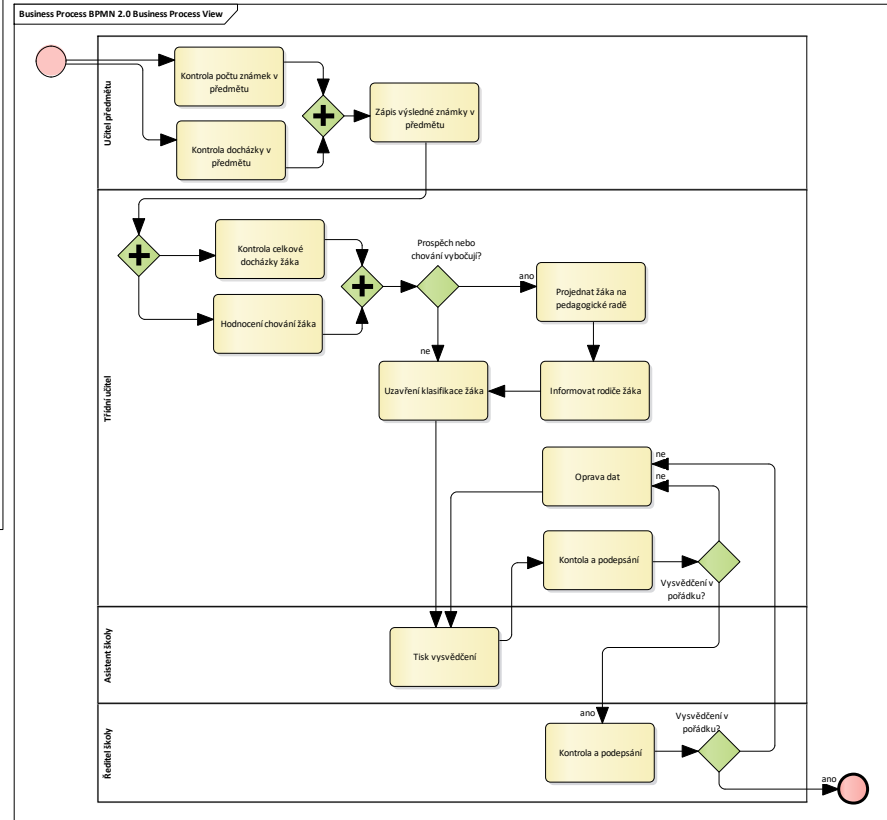 Business Process BPMN 2.0 Business Process View
Učitel předmětu
Kontrola počtu známek v
předmětu
Kontrola docházky v
předmětu
Zápis výsledné známky v
předmětu
Třídní učitel
Kontrola celkové
docházky žáka
Hodnocení chování žáka
Prospěch nebo
chování vybočují?
ano
ne
Projednat žáka na
pedagogické radě
Uzavření klasifikace žáka
Informovat rodiče žáka
Oprava dat
ne
ne
Kontola a podepsání
Vysvědčení v
pořádku?
Asistent školy
Tisk vysvědčení
Ředitel školy
ano
Kontrola a podepsání
Vysvědčení v
pořádku?
ano